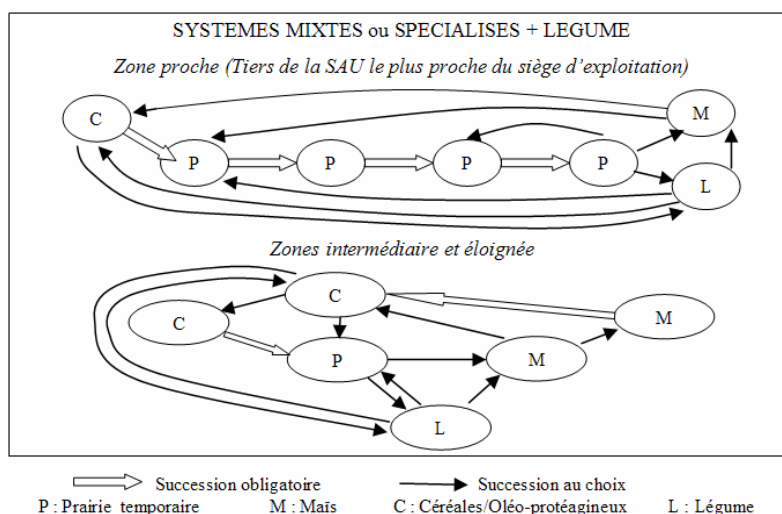 SYSTEMES MIXTES ou SPECIALISES + LEGUME
Zone proche (Tiers de la SAU le plus proche du siège d'exploitation)
C
M
P
P
P
P
L
Zones intermédiaire et éloignée
C
C
M
P
M
L
Succession obligatoire
Succession au choix
P : Prairie temporaire M : Maïs C : Céréales/Oléo-protéagineux L : Légume